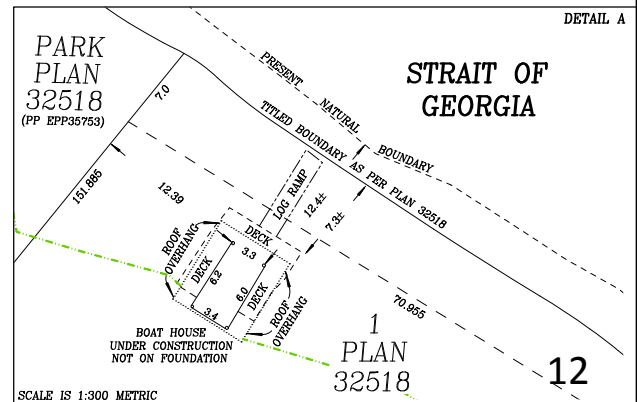 DETAIL A
PARK
PLAN
32518
(PP EPP35753)
STRAIT OF
GEORGIA
PRESENT NATURAL BOUNDARY
TITLED BOUNDARY AS PER PLAN 32518
7.0
151.885
12.39
LOG RAMP
12.4±
7.3±
DECK
ROOF
OVERHANG
DECK
3.3
6.2
6.0
DECK
3.4
ROOF
OVERHANG
70.955
BOAT HOUSE
UNDER CONSTRUCTION
NOT ON FOUNDATION
1
PLAN
32518
12
SCALE IS 1:300 METRIC